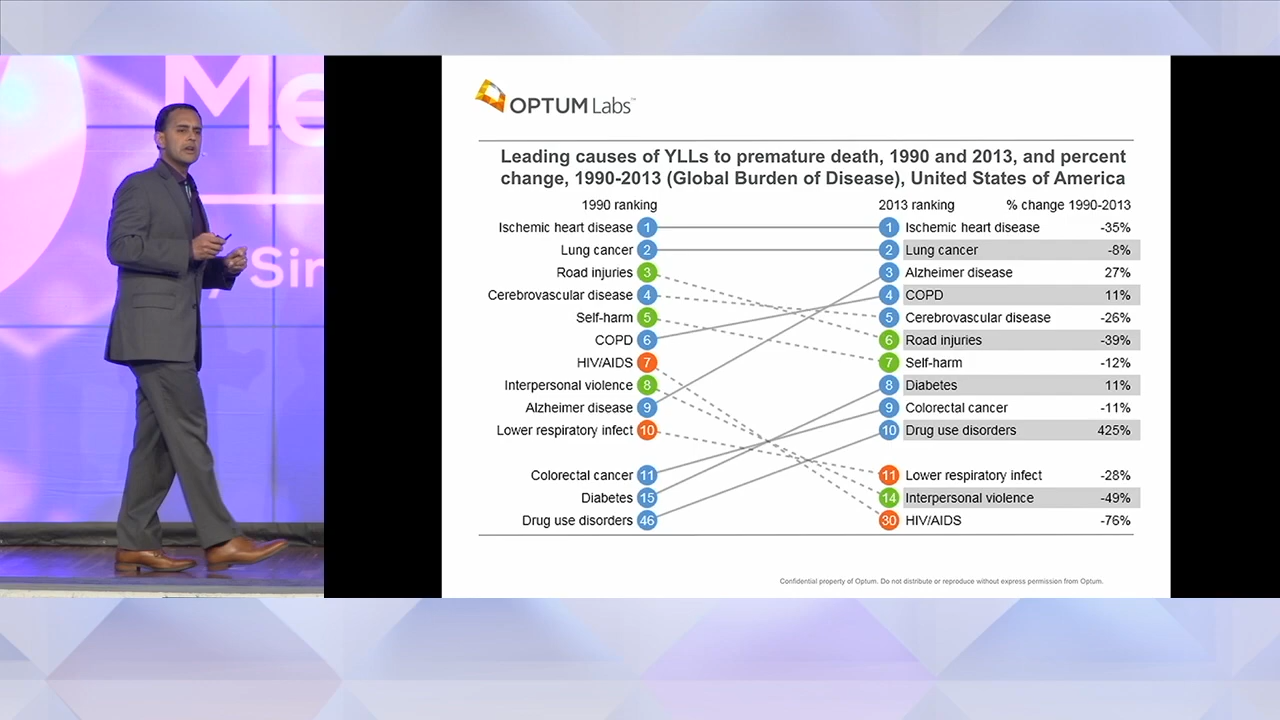 Me
Sin
OPTUM Labs™
Leading causes of YLLs to premature death, 1990 and 2013, and percent
change, 1990-2013 (Global Burden of Disease), United States of America
1990 ranking 2013 ranking % change 1990-2013
Ischemic heart disease 1 1 Ischemic heart disease -35%
Lung cancer 2 2 Lung cancer -8%
Road injuries 3 3 Alzheimer disease 27%
Cerebrovascular disease 4 4 COPD 11%
Self-harm 5 5 Cerebrovascular disease -26%
COPD 6 6 Road injuries -39%
HIV/AIDS 7 7 Self-harm -12%
Interpersonal violence 8 8 Diabetes 11%
Alzheimer disease 9 9 Colorectal cancer -11%
Lower respiratory infect 10 10 Drug use disorders 425%
Colorectal cancer 11 11 Lower respiratory infect -28%
Diabetes 15 14 Interpersonal violence -49%
Drug use disorders 46 30 HIV/AIDS -76%
Confidential property of Optum. Do not distribute or reproduce without express permission from Optum.